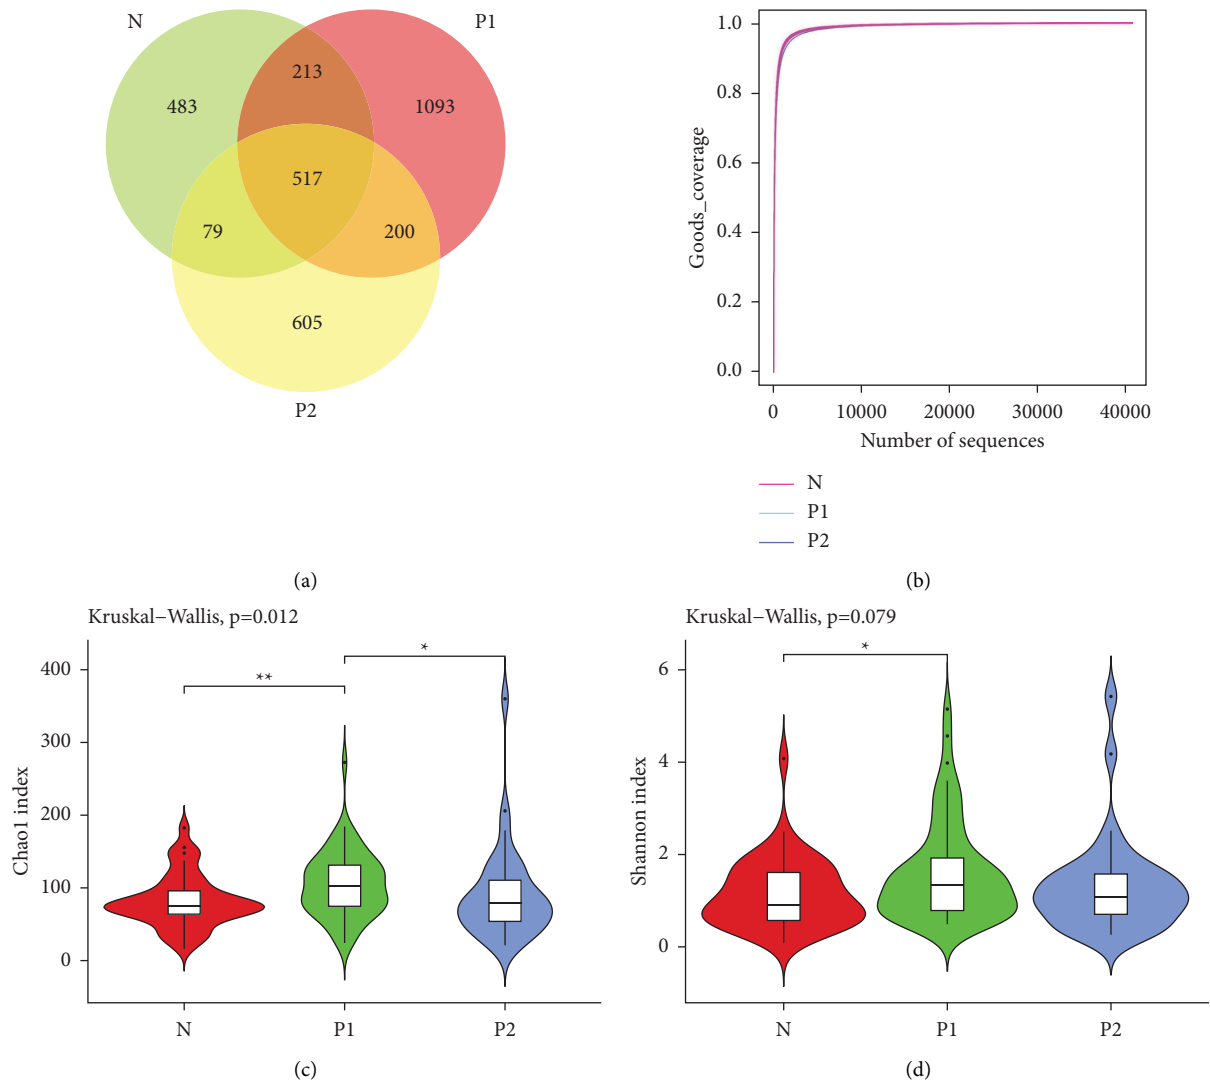 N
P1
213
483
1093
517
79
200
605
P2
(a)
1.0
0.8
0.6
0.4
0.2
0.0
Goods_coverage
0
10000
20000
30000
40000
Number of sequences
N
P1
P2
(b)
Kruskal−Wallis, p=0.012
400
300
200
100
0
Chao1 index
**
*
N
P1
P2
(c)
Kruskal−Wallis, p=0.079
6
4
2
0
Shannon index
*
N
P1
P2
(d)